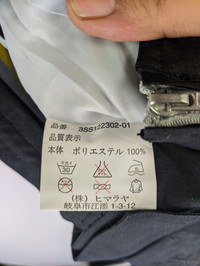 品番 3SS122302-01
品質表示
本体 ポリエステル 100%
30
(株) ヒマラヤ
岐阜市江添 1-3-12